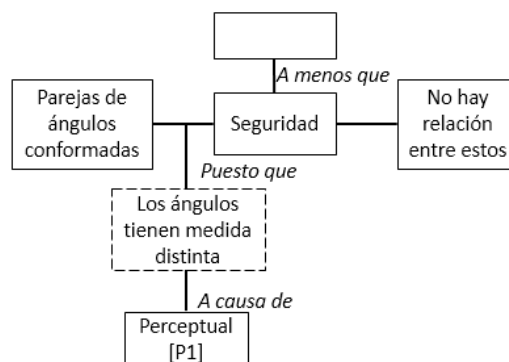 A menos que
Parejas de
ángulos
conformadas
Seguridad
No hay
relación
entre estos
Puesto que
Los ángulos
tienen medida
distinta
A causa de
Perceptual
[P1]